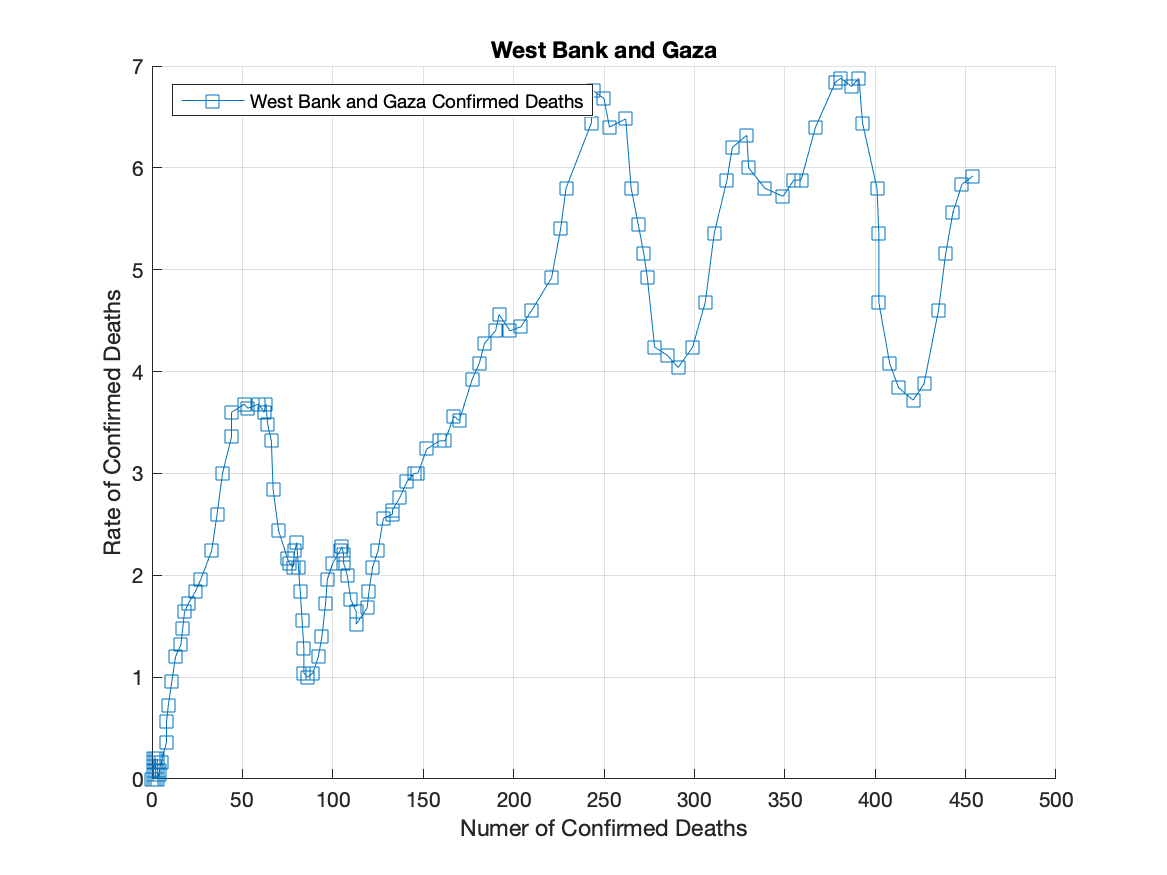 West Bank and Gaza
7
West Bank and Gaza Confirmed Deaths
6
5
4
3
2
1
0
Rate of Confirmed Deaths
0 50 100 150 200 250 300 350 400 450 500
Numer of Confirmed Deaths